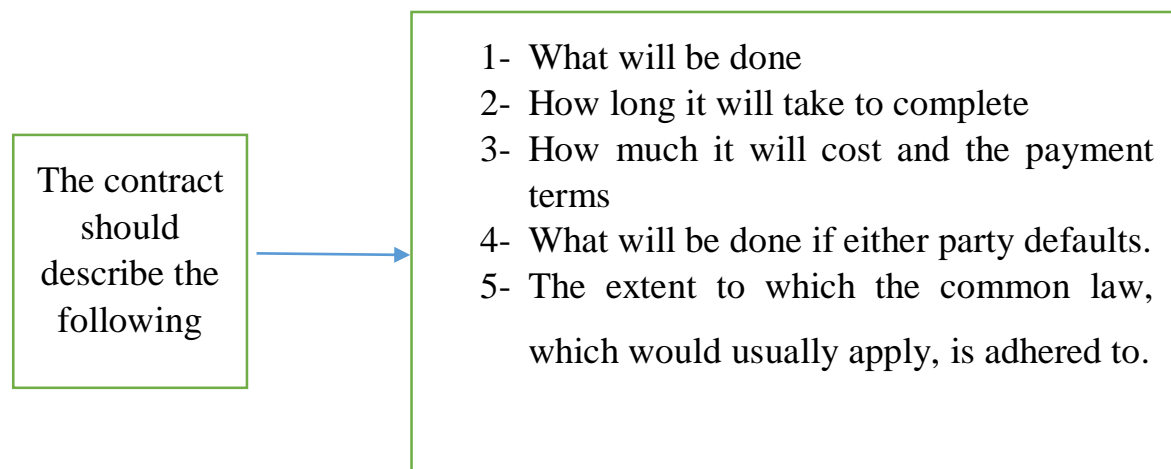 The contract
should
describe the
following
1- What will be done
2- How long it will take to complete
3- How much it will cost and the payment
terms
4- What will be done if either party defaults.
5- The extent to which the common law,
which would usually apply, is adhered to.